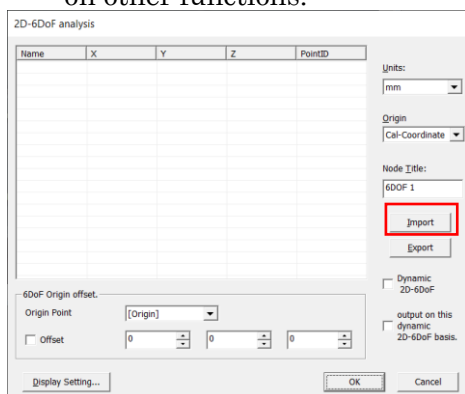 on other functions.
2D-6DoF analysis
Name X Y Z PointID
Units:
mm
Origin
Cal-Coordinate
Node Title:
6DOF 1
Import
Export
Dynamic
2D-6DoF
output on this
dynamic
2D-6DoF basis.
6DoF Origin offset.
Origin Point [Origin]
Offset 0 0 0
Display Setting... OK Cancel